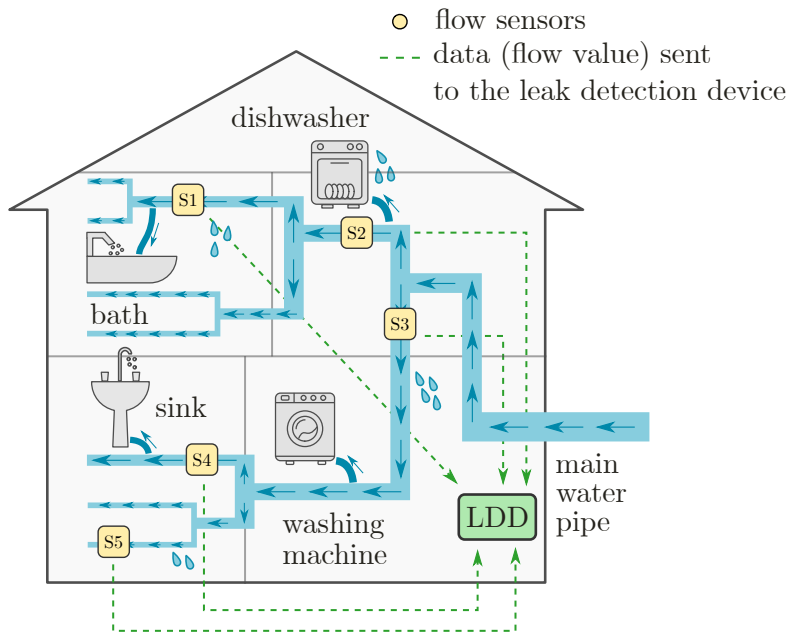 flow sensors
data (flow value) sent
to the leak detection device
dishwasher
S1
S2
bath
S3
sink
S4
main
water
pipe
washing
machine
LDD
S5